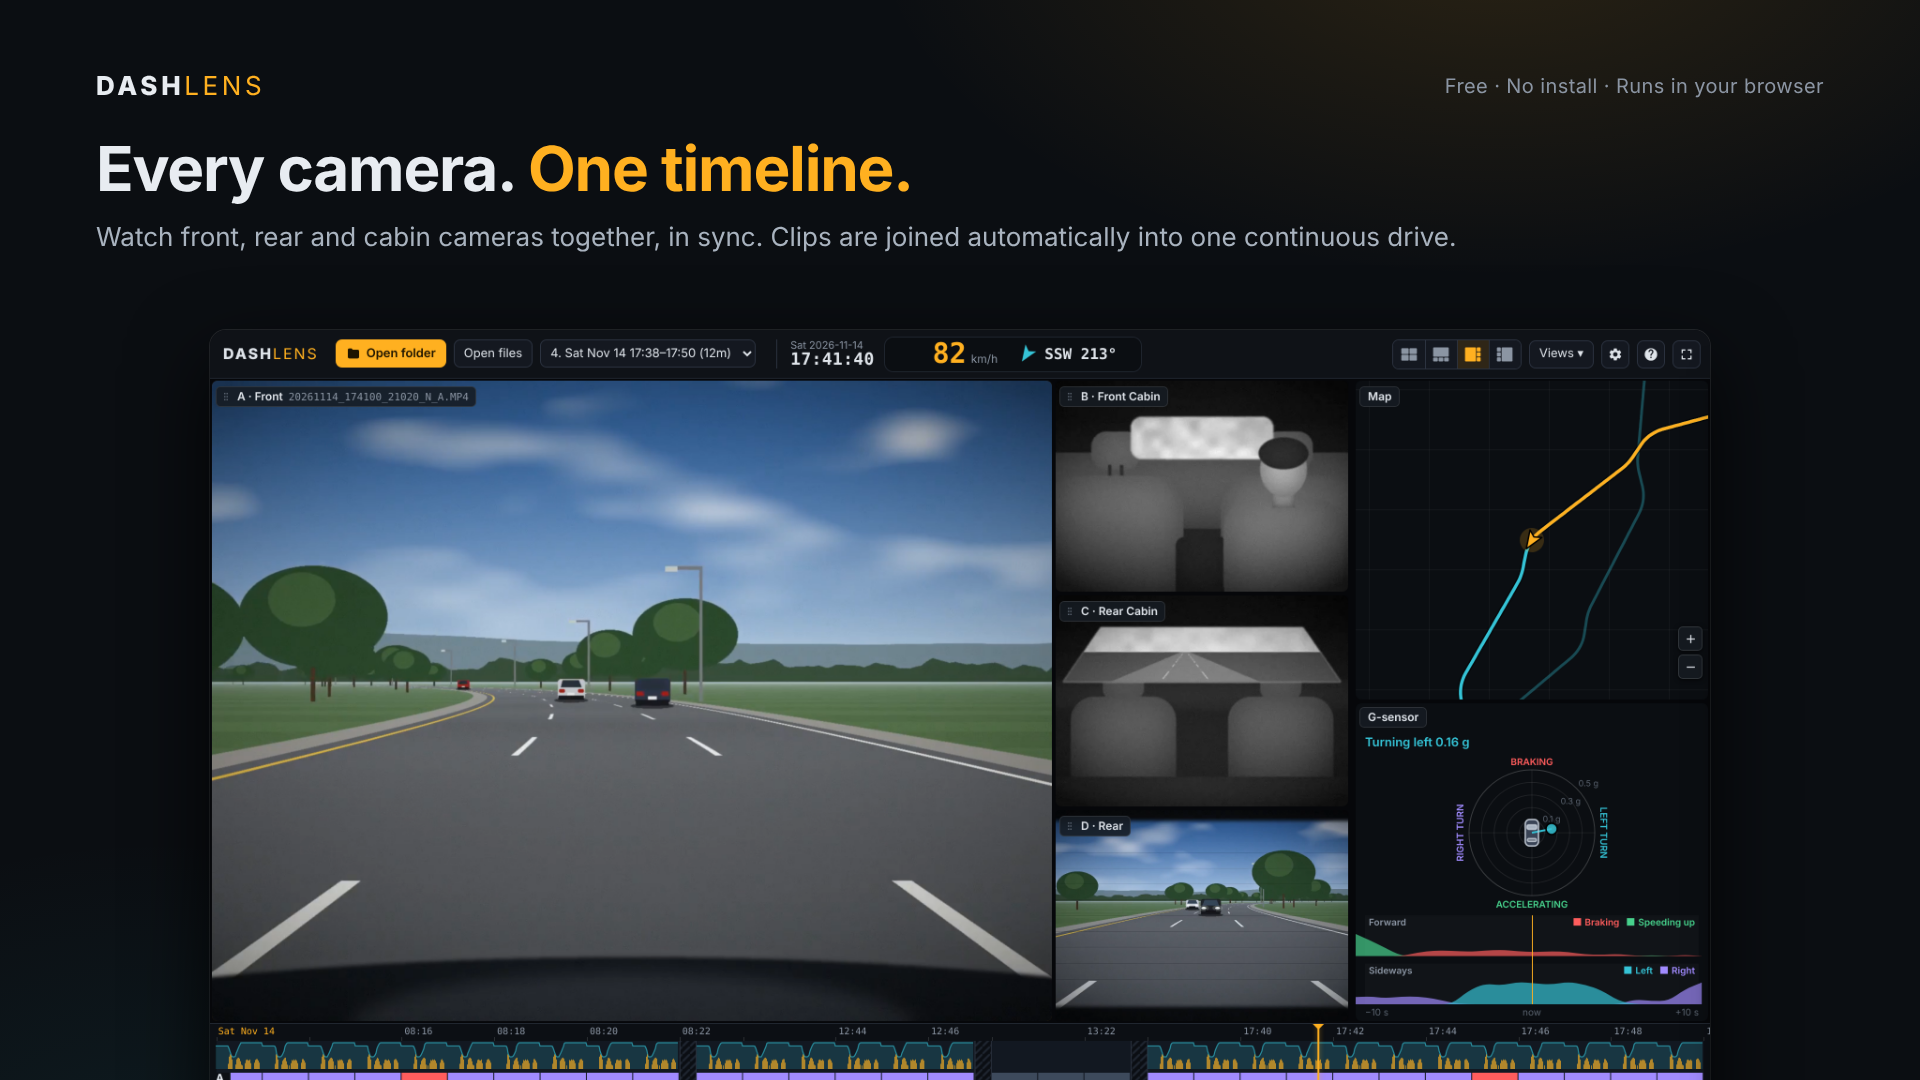 DASHLENS
Free · No install · Runs in your browser
Every camera. One timeline.
Watch front, rear and cabin cameras together, in sync. Clips are joined automatically into one continuous drive.
DASHLENS
Open folder
Open files
4. Sat Nov 14 17:38–17:50 (12m)
Sat 2026-11-14
17:41:40
82 km/h
SSW 213°
Views ▾
A · Front 20261114_174100_21020_N_A.MP4
B · Front Cabin
C · Rear Cabin
D · Rear
Map
+
−
G-sensor
Turning left 0.16 g
BRAKING
0.5 g
0.3 g
0.1 g
RIGHT TURN
LEFT TURN
ACCELERATING
Forward
Braking
Speeding up
Sideways
Left
Right
−10 s
now
+10 s
Sat Nov 14
08:16 08:18 08:20 08:22 12:44 12:46 13:22 17:40 17:42 17:44 17:46 17:48